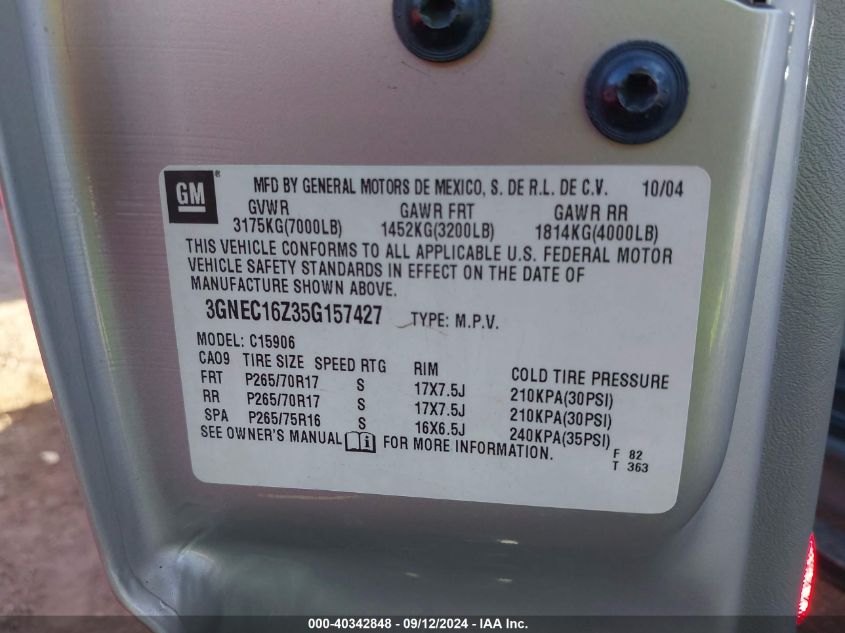 GM ® MFD BY GENERAL MOTORS DE MEXICO, S. DE R.L. DE C.V. 10/04
GVWR GAWR FRT GAWR RR
3175KG(7000LB) 1452KG(3200LB) 1814KG(4000LB)
THIS VEHICLE CONFORMS TO ALL APPLICABLE U.S. FEDERAL MOTOR
VEHICLE SAFETY STANDARDS IN EFFECT ON THE DATE OF
MANUFACTURE SHOWN ABOVE.
3GNEC16Z35G157427 TYPE: M.P.V.
MODEL: C15906
CA09 TIRE SIZE SPEED RTG RIM COLD TIRE PRESSURE
FRT P265/70R17 S 17X7.5J 210KPA(30PSI)
RR P265/70R17 S 17X7.5J 210KPA(30PSI)
SPA P265/75R16 S 16X6.5J 240KPA(35PSI)
SEE OWNER'S MANUAL i FOR MORE INFORMATION.
F 82
T 363
000-40342848 - 09/12/2024 - IAA Inc.